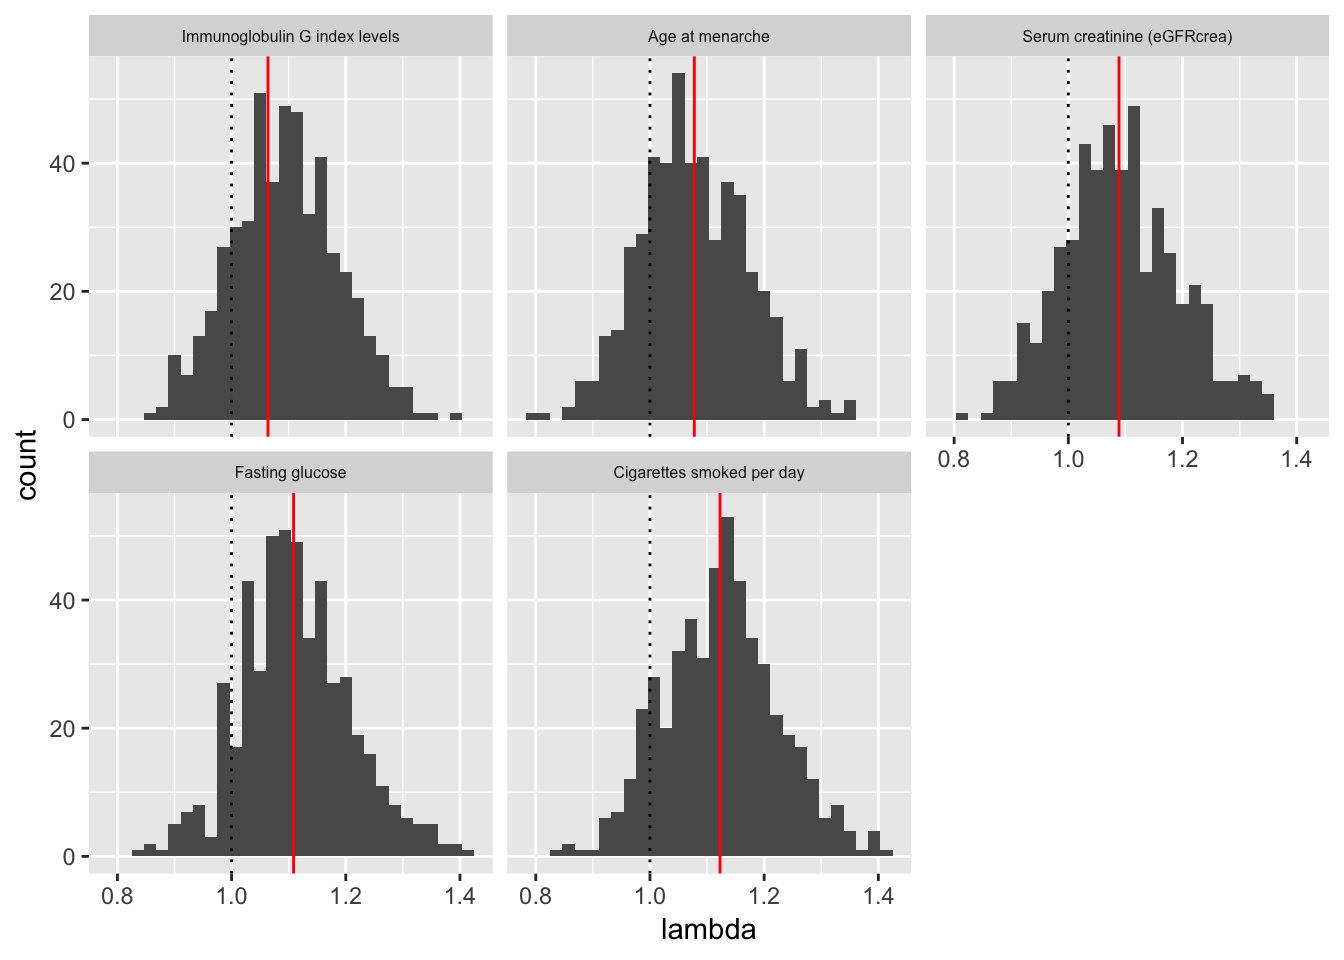 Immunoglobulin G index levels
Age at menarche
Serum creatinine (eGFRcrea)
40
20
0
0.8 1.0 1.2 1.4
Fasting glucose
Cigarettes smoked per day
40
20
0
0.8 1.0 1.2 1.4
0.8 1.0 1.2 1.4
count
lambda